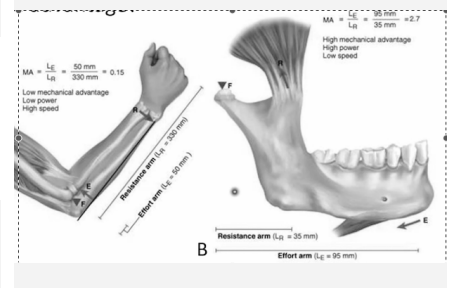 MA = LE / LR = 50 mm / 330 mm = 0.15
Low mechanical advantage
Low power
High speed
R
E
F
Resistance arm (LR = 330 mm)
Effort arm (LE = 50 mm)
MA = LE / LR = 95 mm / 35 mm =2.7
High mechanical advantage
High power
Low speed
R
F
E
B
Resistance arm (LR = 35 mm)
Effort arm (LE = 95 mm)